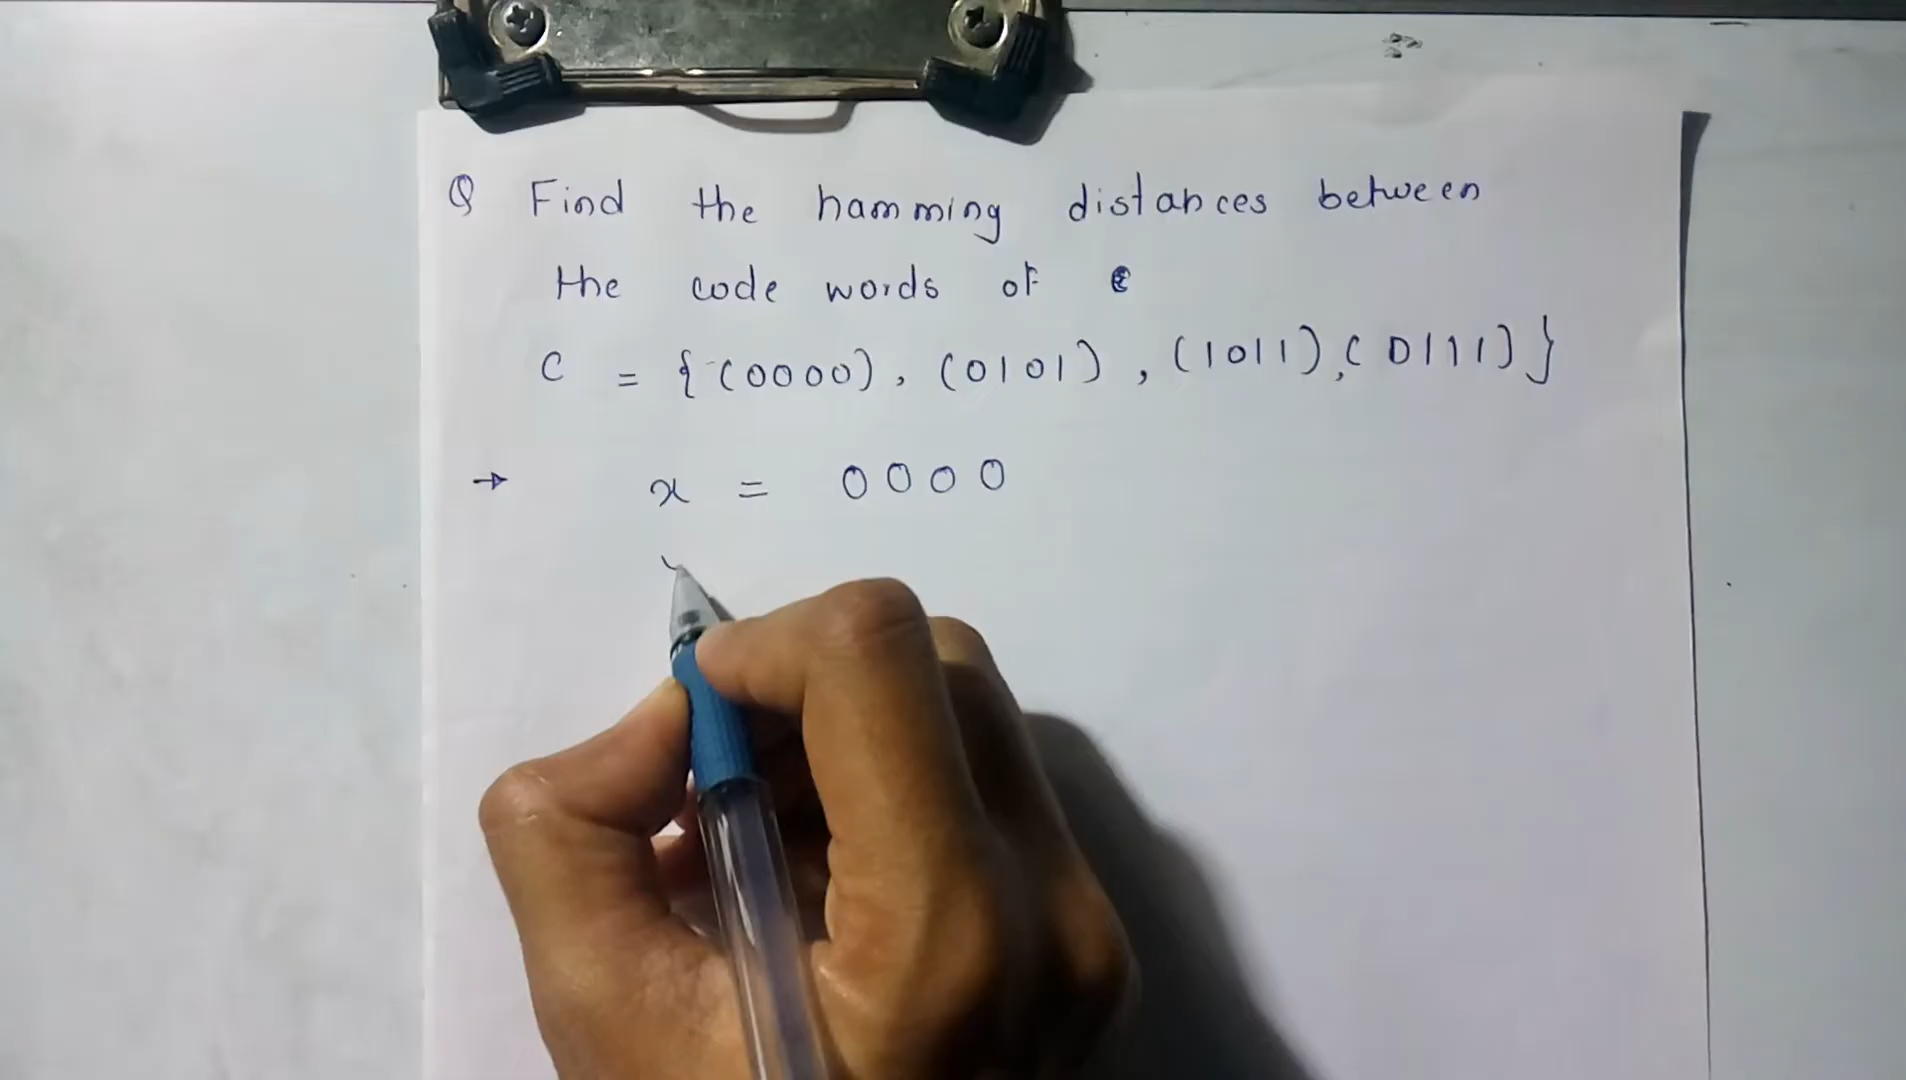 Q Find the hamming distances between
the code words of C
C = {(0000), (0101), (1011), (0111)}
→ x = 0000